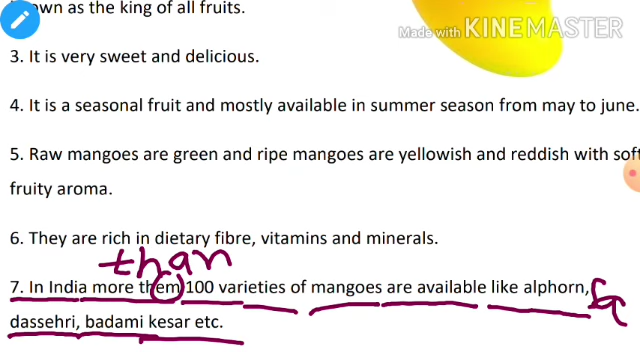 own as the king of all fruits.
Made with KINEMASTER
3. It is very sweet and delicious.
4. It is a seasonal fruit and mostly available in summer season from may to june.
5. Raw mangoes are green and ripe mangoes are yellowish and reddish with soft
fruity aroma.
6. They are rich in dietary fibre, vitamins and minerals.
than
7. In India more them 100 varieties of mangoes are available like alphorn,
dassehri, badami kesar etc.